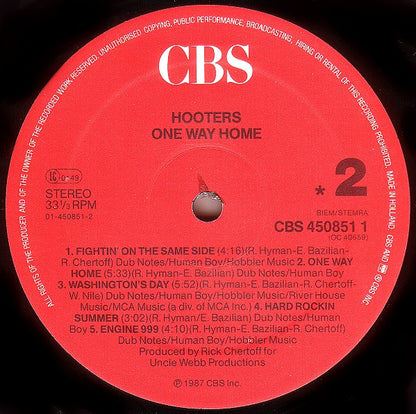 ALL RIGHTS OF THE PRODUCER AND OF THE OWNER OF THE RECORDED WORK RESERVED. UNAUTHORISED COPYING, PUBLIC PERFORMANCE, BROADCASTING, HIRING OR RENTAL OF THIS RECORDING PROHIBITED. MADE IN HOLLAND. CBS AND ℗ CBS INC
CBS
HOOTERS
ONE WAY HOME
STEREO
33⅓ RPM
01-450851-2
* 2
BIEM/STEMRA
CBS 450851 1
(OC 40659)
1. FIGHTIN' ON THE SAME SIDE (4:16)(R. Hyman-E. Bazilian-
R. Chertoff) Dub Notes/Human Boy/Hobbler Music 2. ONE WAY
HOME (5:33)(R. Hyman-E. Bazilian) Dub Notes/Human Boy
3. WASHINGTON'S DAY (5:52)(R. Hyman-E. Bazilian-R. Chertoff-
W. Nile) Dub Notes/Human Boy/Hobbler Music/River House
Music/MCA Music (a div. of MCA Inc.) 4. HARD ROCKIN
SUMMER (3:02)(R. Hyman-E. Bazilian) Dub Notes/Human
Boy 5. ENGINE 999 (4:10)(R. Hyman-E. Bazilian-R. Chertoff)
Dub Notes/Human Boy/Hobbler Music
Produced by Rick Chertoff for
Uncle Webb Productions
℗ 1987 CBS Inc.